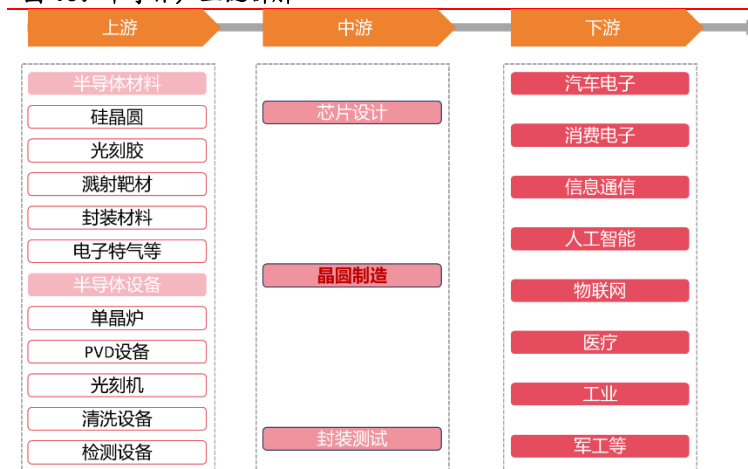 上游
中游
下游
半导体材料
硅晶圆
光刻胶
溅射靶材
封装材料
电子特气等
半导体设备
单晶炉
PVD设备
光刻机
清洗设备
检测设备
芯片设计
晶圆制造
封装测试
汽车电子
消费电子
信息通信
人工智能
物联网
医疗
工业
军工等